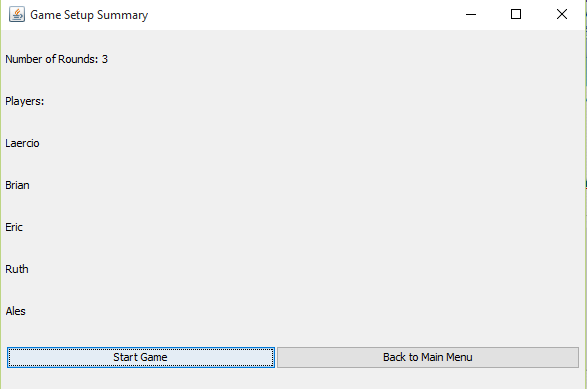 Game Setup Summary
Number of Rounds: 3
Players:
Laercio
Brian
Eric
Ruth
Ales
Start Game
Back to Main Menu